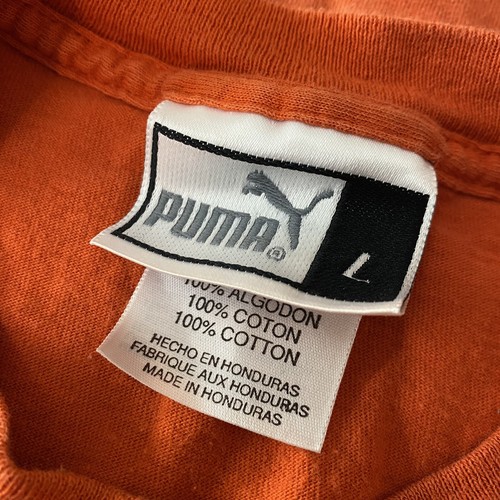 PUMA®
L
100% ALGODON
100% COTON
100% COTTON
HECHO EN HONDURAS
FABRIQUE AUX HONDURAS
MADE IN HONDURAS